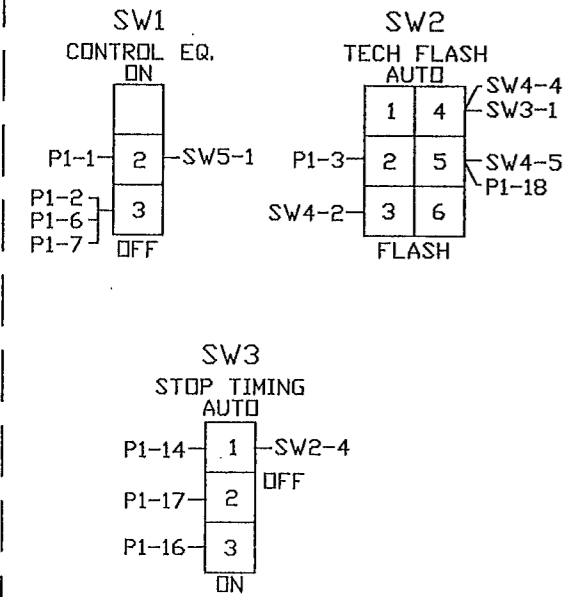 SW1
CONTROL EQ.
ON
P1-1
2
SW5-1
P1-2
P1-6
P1-7
3
OFF
SW2
TECH FLASH
AUTO
1
4
SW4-4
SW3-1
P1-3
2
5
SW4-5
P1-18
SW4-2
3
6
FLASH
SW3
STOP TIMING
AUTO
P1-14
1
SW2-4
OFF
P1-17
2
P1-16
3
ON